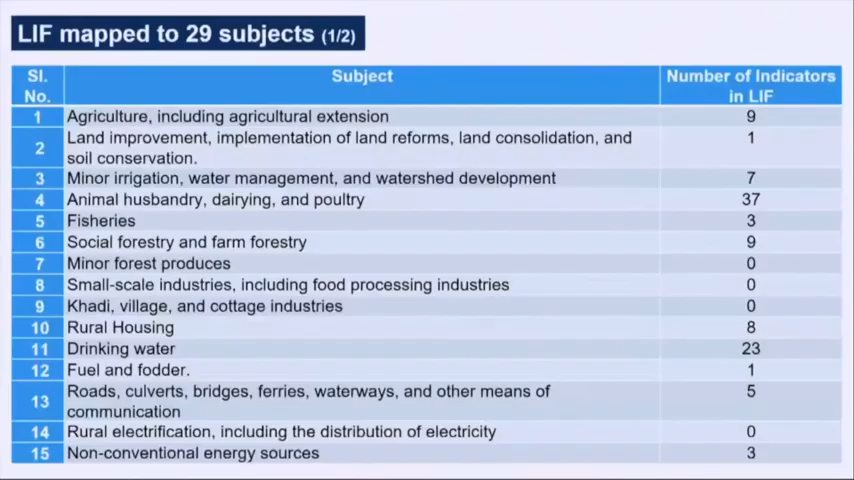 LIF mapped to 29 subjects (1/2)
Sl. No. Subject Number of Indicators in LIF
1 Agriculture, including agricultural extension 9
2 Land improvement, implementation of land reforms, land consolidation, and soil conservation. 1
3 Minor irrigation, water management, and watershed development 7
4 Animal husbandry, dairying, and poultry 37
5 Fisheries 3
6 Social forestry and farm forestry 9
7 Minor forest produces 0
8 Small-scale industries, including food processing industries 0
9 Khadi, village, and cottage industries 0
10 Rural Housing 8
11 Drinking water 23
12 Fuel and fodder. 1
13 Roads, culverts, bridges, ferries, waterways, and other means of communication 5
14 Rural electrification, including the distribution of electricity 0
15 Non-conventional energy sources 3